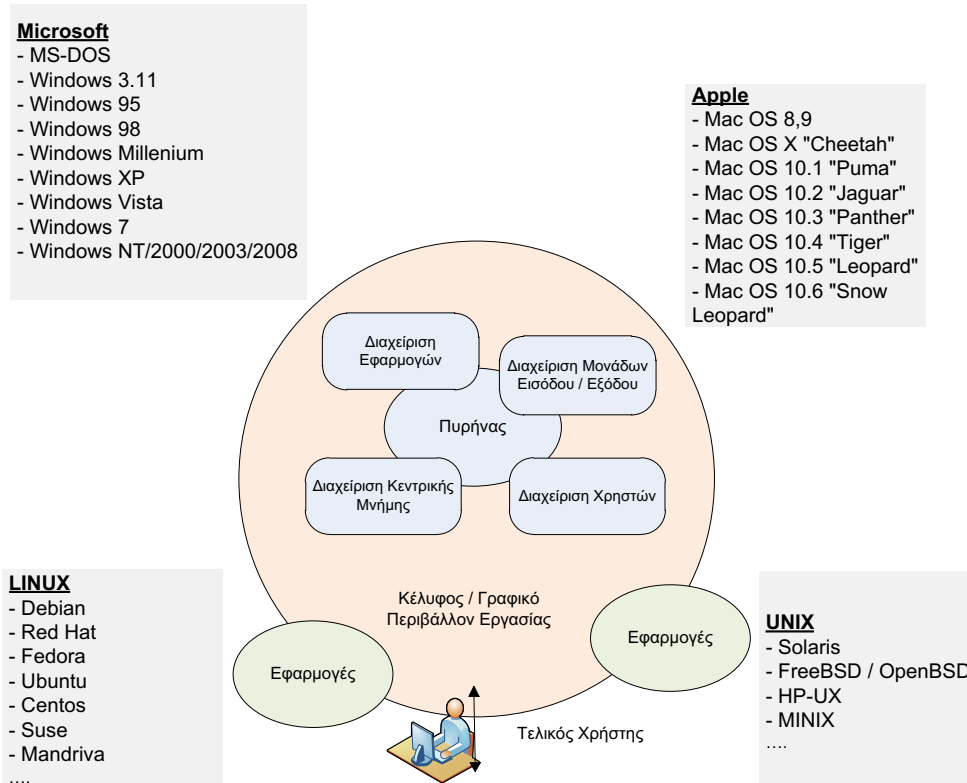 Microsoft
- MS-DOS
- Windows 3.11
- Windows 95
- Windows 98
- Windows Millenium
- Windows XP
- Windows Vista
- Windows 7
- Windows NT/2000/2003/2008
Apple
- Mac OS 8,9
- Mac OS X "Cheetah"
- Mac OS 10.1 "Puma"
- Mac OS 10.2 "Jaguar"
- Mac OS 10.3 "Panther"
- Mac OS 10.4 "Tiger"
- Mac OS 10.5 "Leopard"
- Mac OS 10.6 "Snow
Leopard"
Διαχείριση
Εφαρμογών
Διαχείριση Μονάδων
Εισόδου / Εξόδου
Πυρήνας
Διαχείριση Κεντρικής
Μνήμης
Διαχείριση Χρηστών
Κέλυφος / Γραφικό
Περιβάλλον Εργασίας
LINUX
- Debian
- Red Hat
- Fedora
- Ubuntu
- Centos
- Suse
- Mandriva
....
Εφαρμογές
Εφαρμογές
UNIX
- Solaris
- FreeBSD / OpenBSD
- HP-UX
- MINIX
....
Τελικός Χρήστης